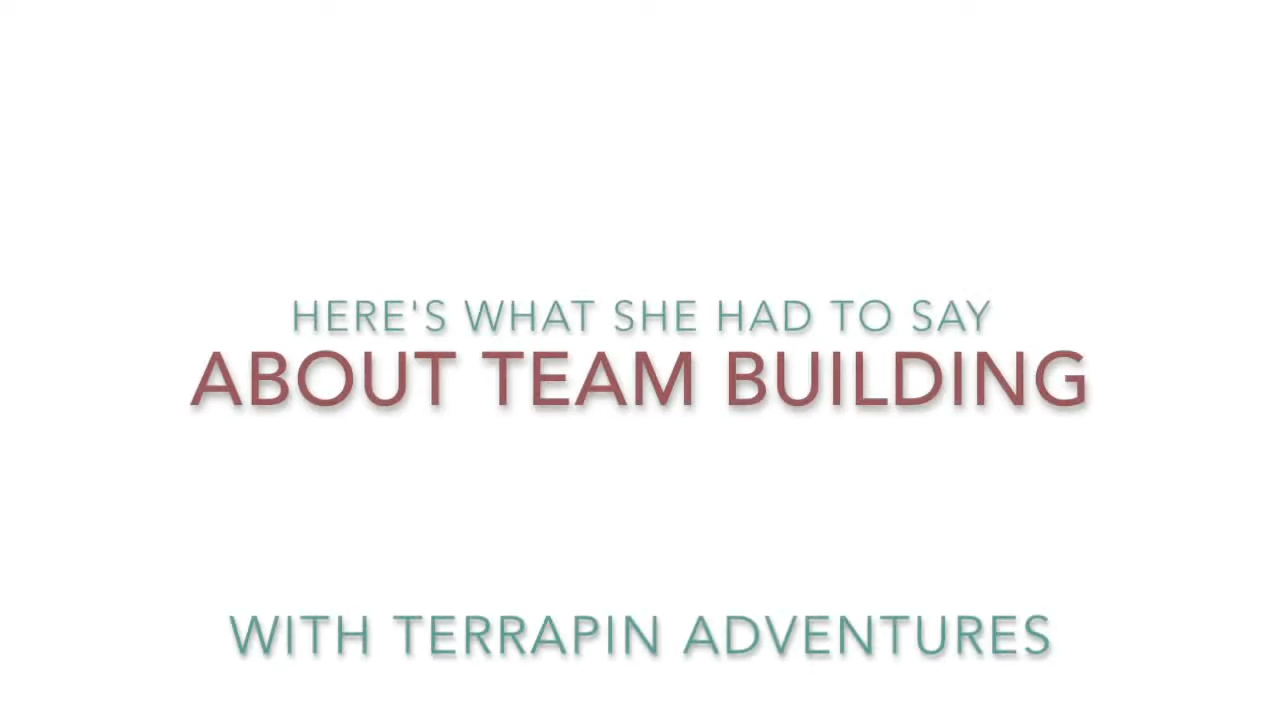 HERE'S WHAT SHE HAD TO SAY
ABOUT TEAM BUILDING
WITH TERRAPIN ADVENTURES